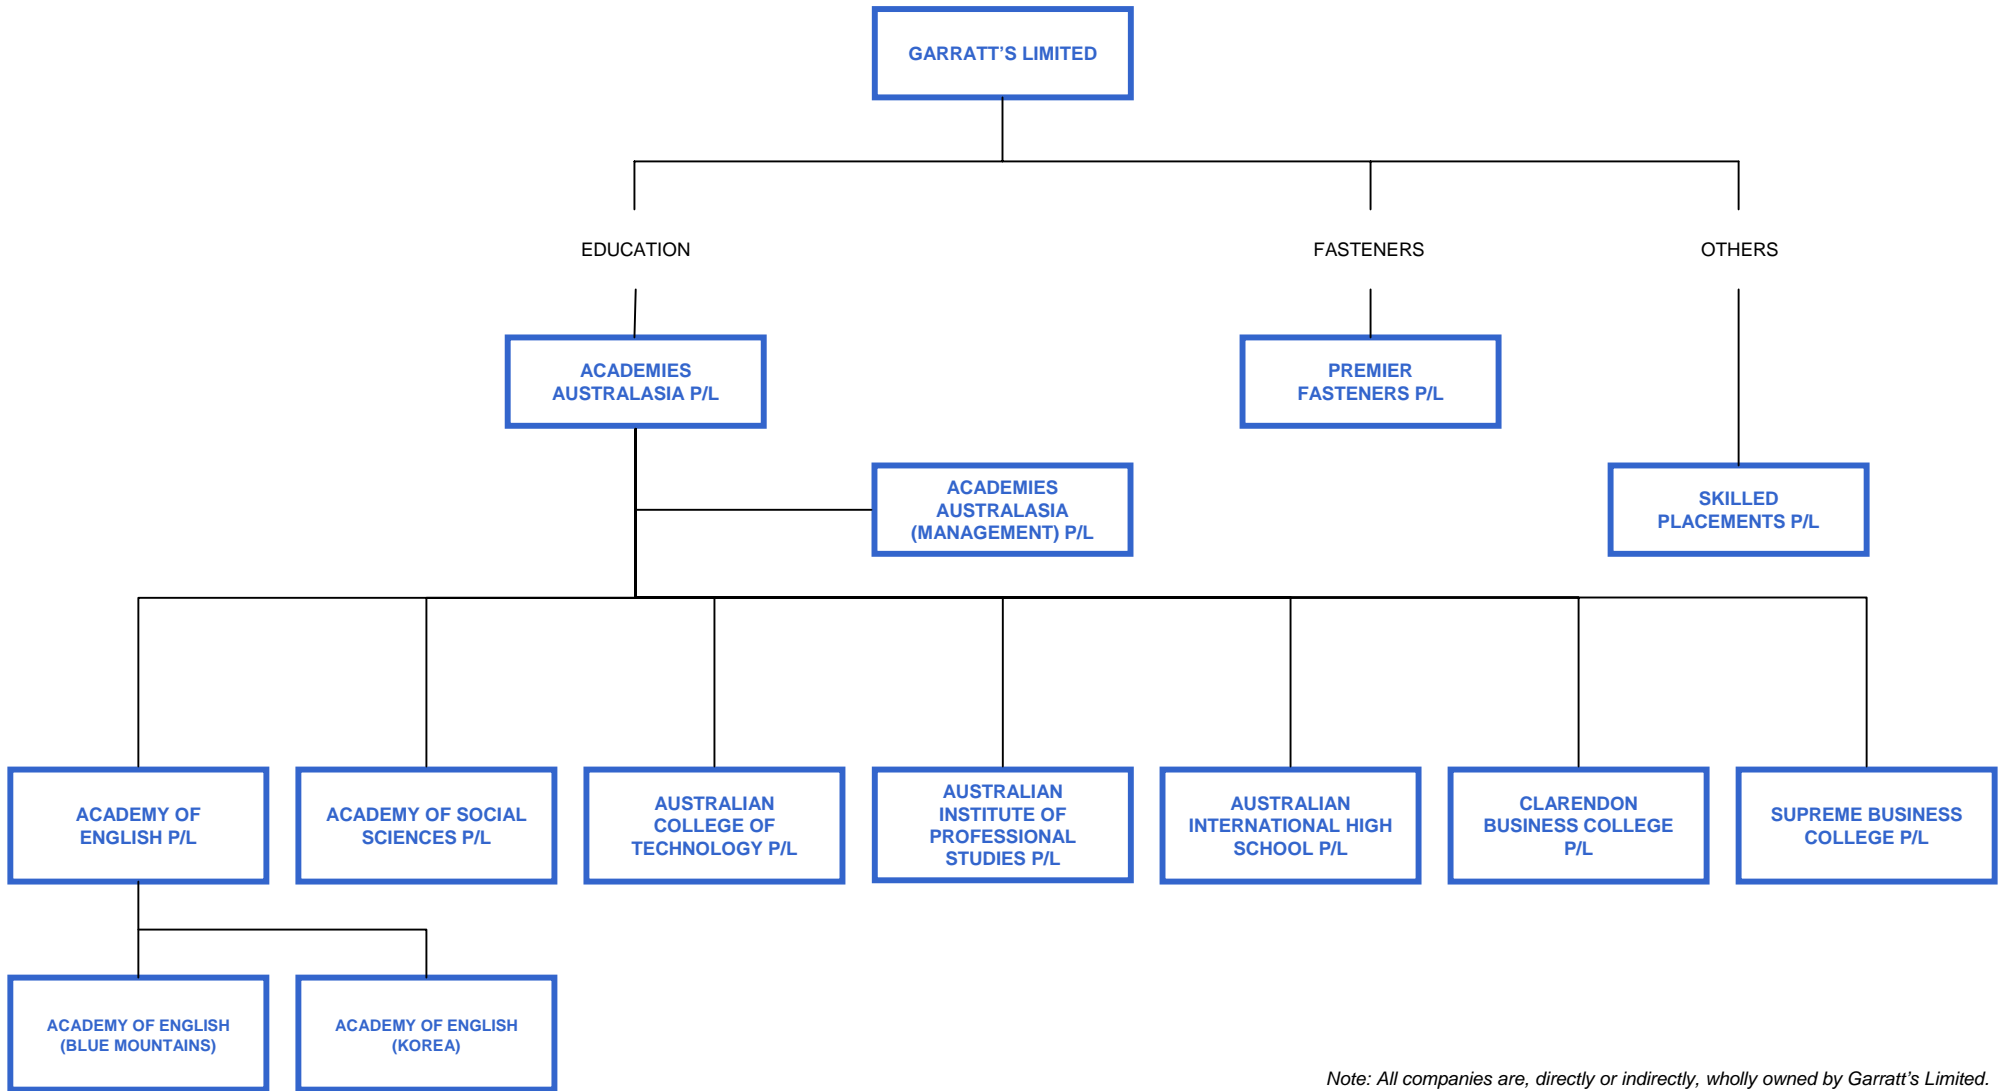 GARRATT’S LIMITED
EDUCATION
FASTENERS
OTHERS
ACADEMIES
AUSTRALASIA P/L
PREMIER
FASTENERS P/L
ACADEMIES
AUSTRALASIA
(MANAGEMENT) P/L
SKILLED
PLACEMENTS P/L
ACADEMY OF
ENGLISH P/L
ACADEMY OF SOCIAL
SCIENCES P/L
AUSTRALIAN
COLLEGE OF
TECHNOLOGY P/L
AUSTRALIAN
INSTITUTE OF
PROFESSIONAL
STUDIES P/L
AUSTRALIAN
INTERNATIONAL HIGH
SCHOOL P/L
CLARENDON
BUSINESS COLLEGE
P/L
SUPREME BUSINESS
COLLEGE P/L
ACADEMY OF ENGLISH
(BLUE MOUNTAINS)
ACADEMY OF ENGLISH
(KOREA)
Note: All companies are, directly or indirectly, wholly owned by Garratt’s Limited.